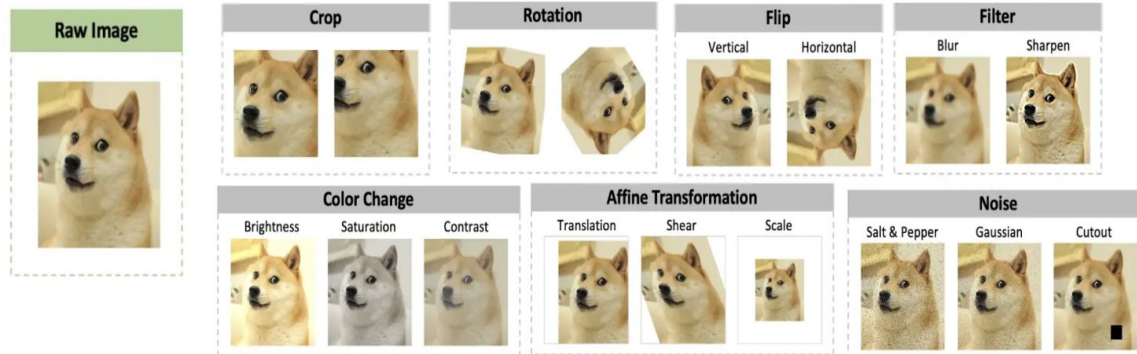 Raw Image
Crop
Rotation
Flip
Vertical Horizontal
Filter
Blur Sharpen
Color Change
Brightness Saturation Contrast
Affine Transformation
Translation Shear Scale
Noise
Salt & Pepper Gaussian Cutout